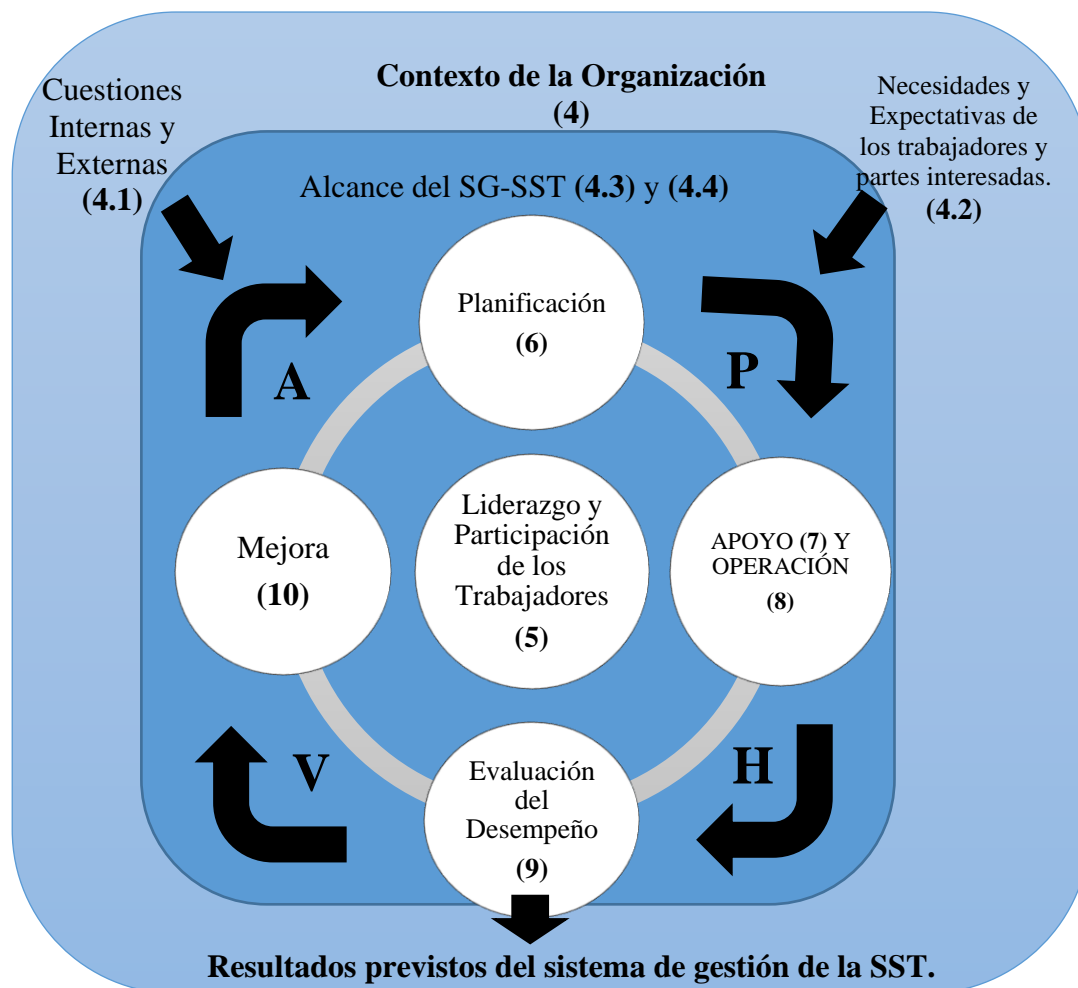 Contexto de la Organización
(4)
Cuestiones
Internas y
Externas
(4.1)
Necesidades y
Expectativas de
los trabajadores y
partes interesadas.
(4.2)
Alcance del SG-SST (4.3) y (4.4)
Planificación
(6)
A
P
Mejora
(10)
Liderazgo y
Participación
de los
Trabajadores
(5)
APOYO (7) Y
OPERACIÓN
(8)
V
H
Evaluación
del
Desempeño
(9)
Resultados previstos del sistema de gestión de la SST.